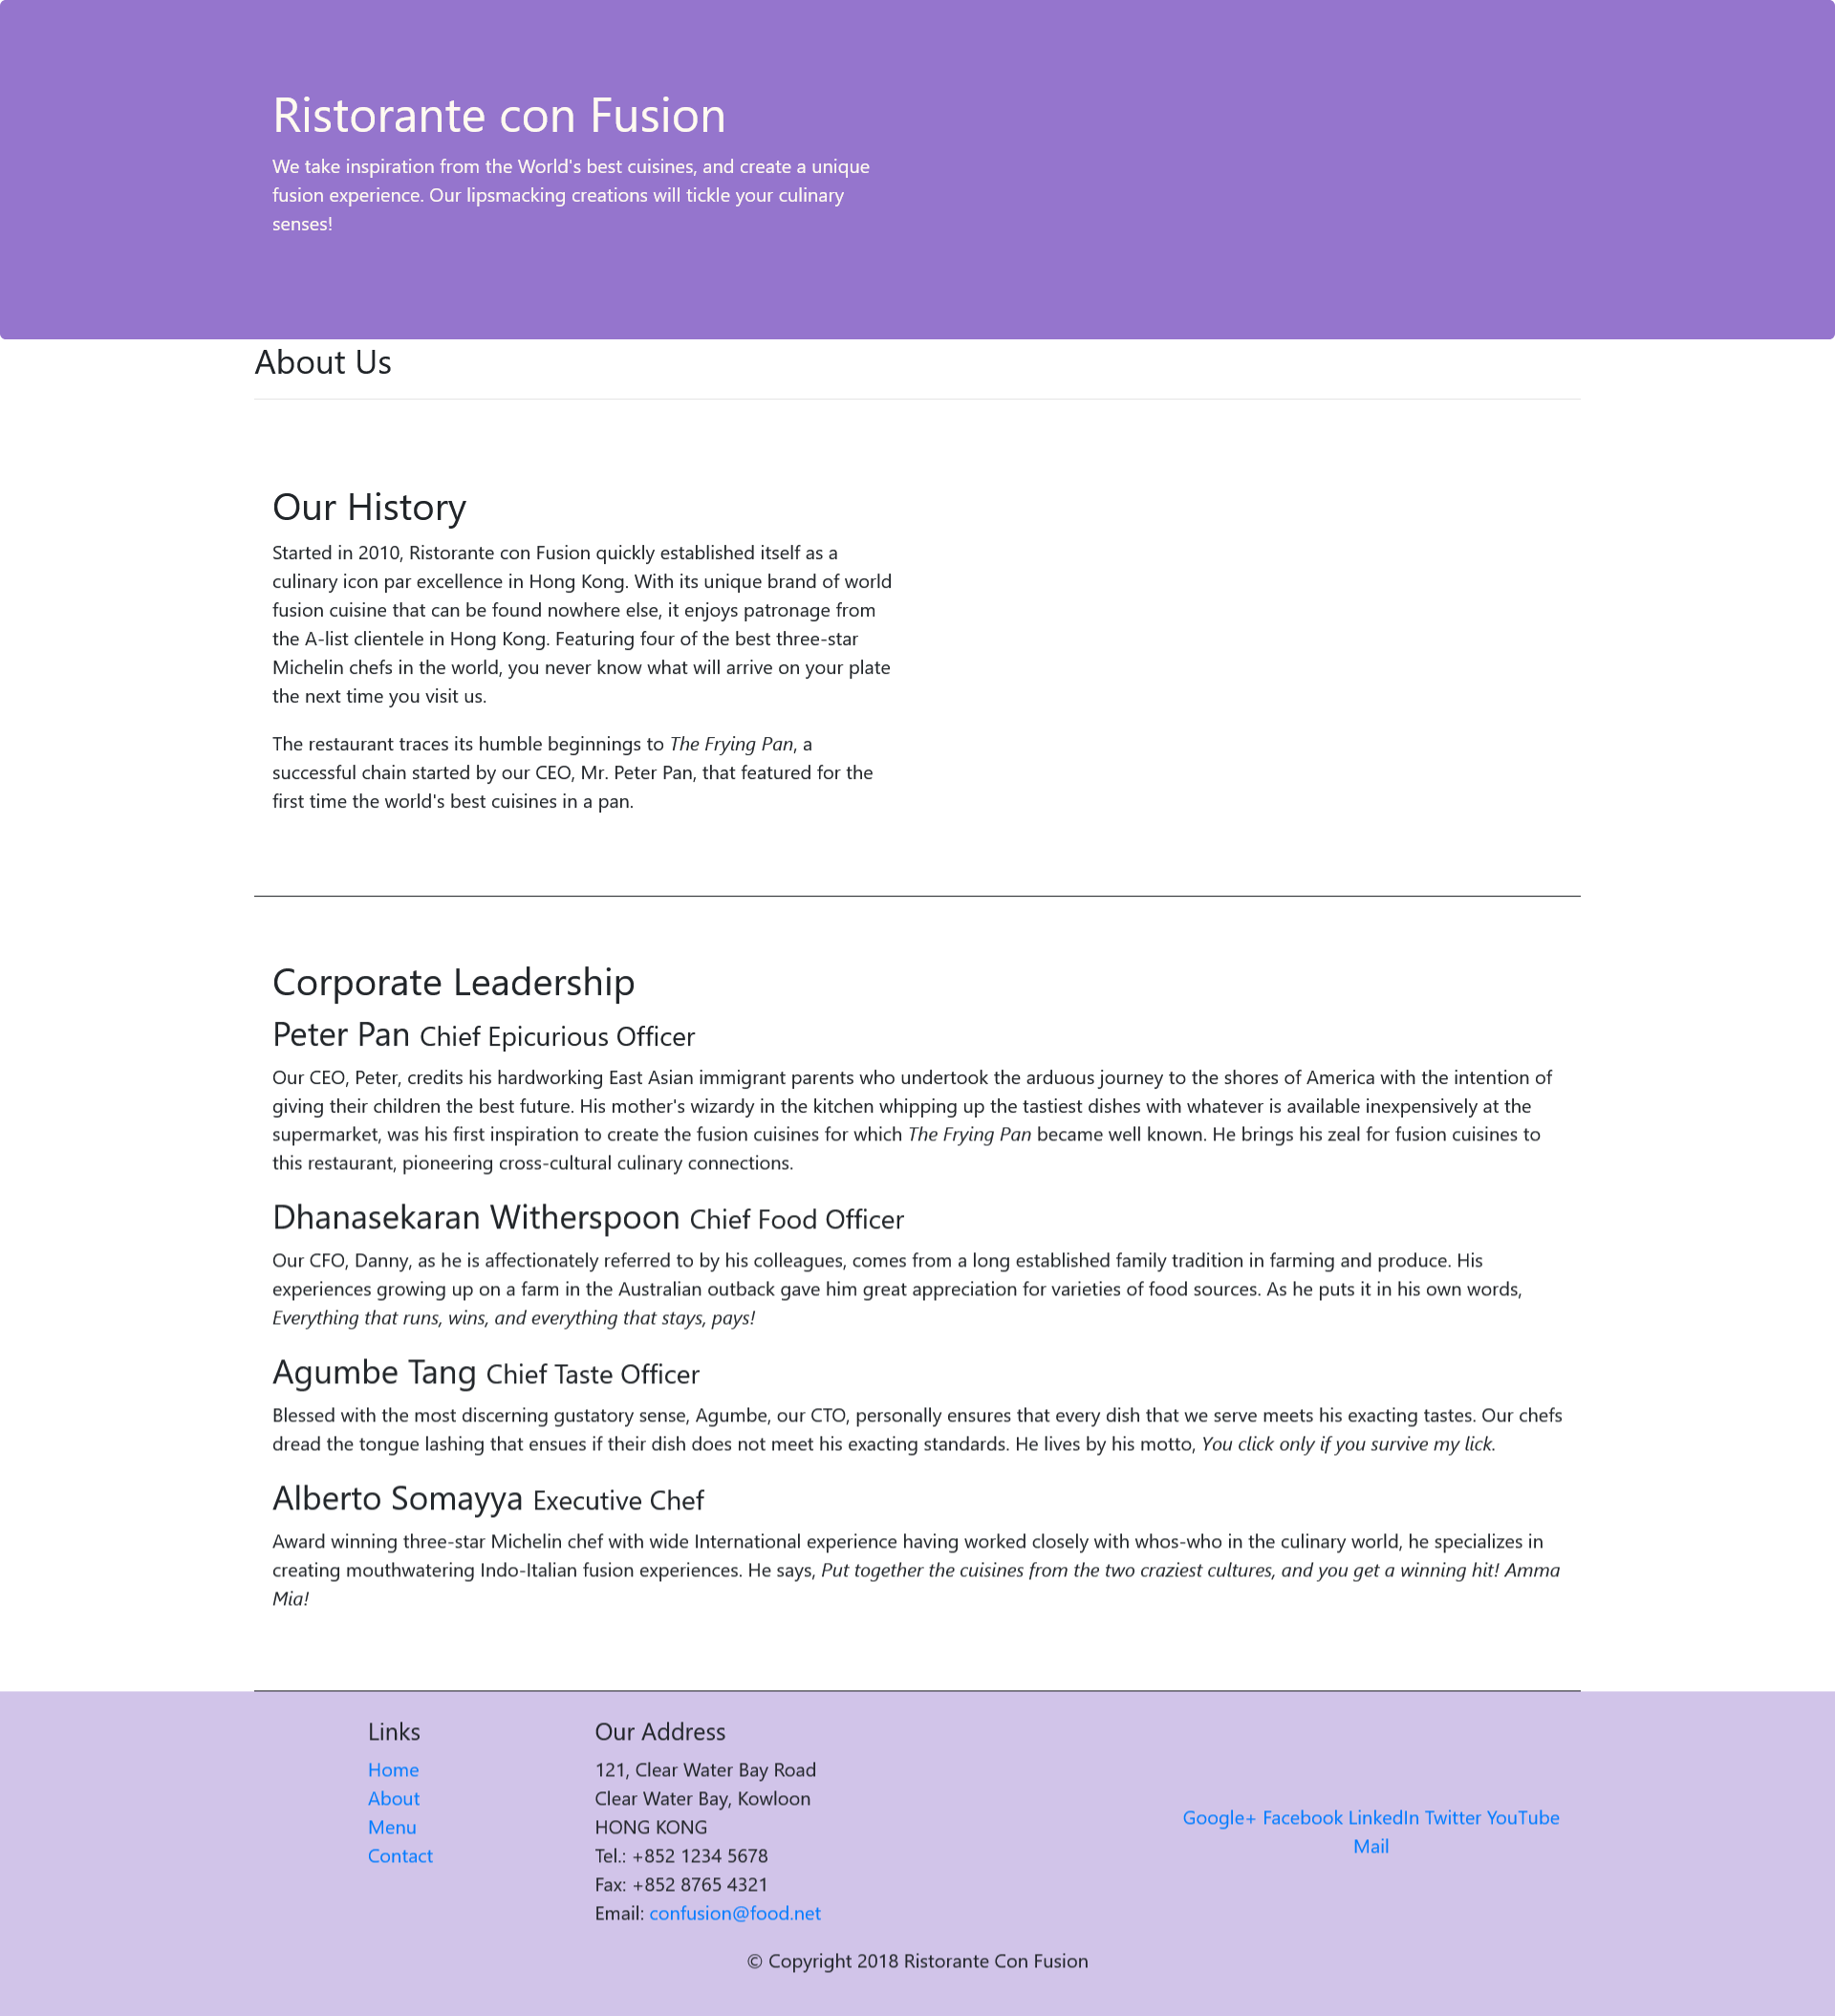 Ristorante con Fusion
We take inspiration from the World's best cuisines, and create a unique
fusion experience. Our lipsmacking creations will tickle your culinary
senses!
About Us
Our History
Started in 2010, Ristorante con Fusion quickly established itself as a
culinary icon par excellence in Hong Kong. With its unique brand of world
fusion cuisine that can be found nowhere else, it enjoys patronage from
the A-list clientele in Hong Kong. Featuring four of the best three-star
Michelin chefs in the world, you never know what will arrive on your plate
the next time you visit us.
The restaurant traces its humble beginnings to The Frying Pan, a
successful chain started by our CEO, Mr. Peter Pan, that featured for the
first time the world's best cuisines in a pan.
Corporate Leadership
Peter Pan Chief Epicurious Officer
Our CEO, Peter, credits his hardworking East Asian immigrant parents who undertook the arduous journey to the shores of America with the intention of
giving their children the best future. His mother's wizardy in the kitchen whipping up the tastiest dishes with whatever is available inexpensively at the
supermarket, was his first inspiration to create the fusion cuisines for which The Frying Pan became well known. He brings his zeal for fusion cuisines to
this restaurant, pioneering cross-cultural culinary connections.
Dhanasekaran Witherspoon Chief Food Officer
Our CFO, Danny, as he is affectionately referred to by his colleagues, comes from a long established family tradition in farming and produce. His
experiences growing up on a farm in the Australian outback gave him great appreciation for varieties of food sources. As he puts it in his own words,
Everything that runs, wins, and everything that stays, pays!
Agumbe Tang Chief Taste Officer
Blessed with the most discerning gustatory sense, Agumbe, our CTO, personally ensures that every dish that we serve meets his exacting tastes. Our chefs
dread the tongue lashing that ensues if their dish does not meet his exacting standards. He lives by his motto, You click only if you survive my lick.
Alberto Somayya Executive Chef
Award winning three-star Michelin chef with wide International experience having worked closely with whos-who in the culinary world, he specializes in
creating mouthwatering Indo-Italian fusion experiences. He says, Put together the cuisines from the two craziest cultures, and you get a winning hit! Amma
Mia!
Links
Home
About
Menu
Contact
Our Address
121, Clear Water Bay Road
Clear Water Bay, Kowloon
HONG KONG
Tel.: +852 1234 5678
Fax: +852 8765 4321
Email: confusion@food.net
Google+ Facebook LinkedIn Twitter YouTube
Mail
© Copyright 2018 Ristorante Con Fusion